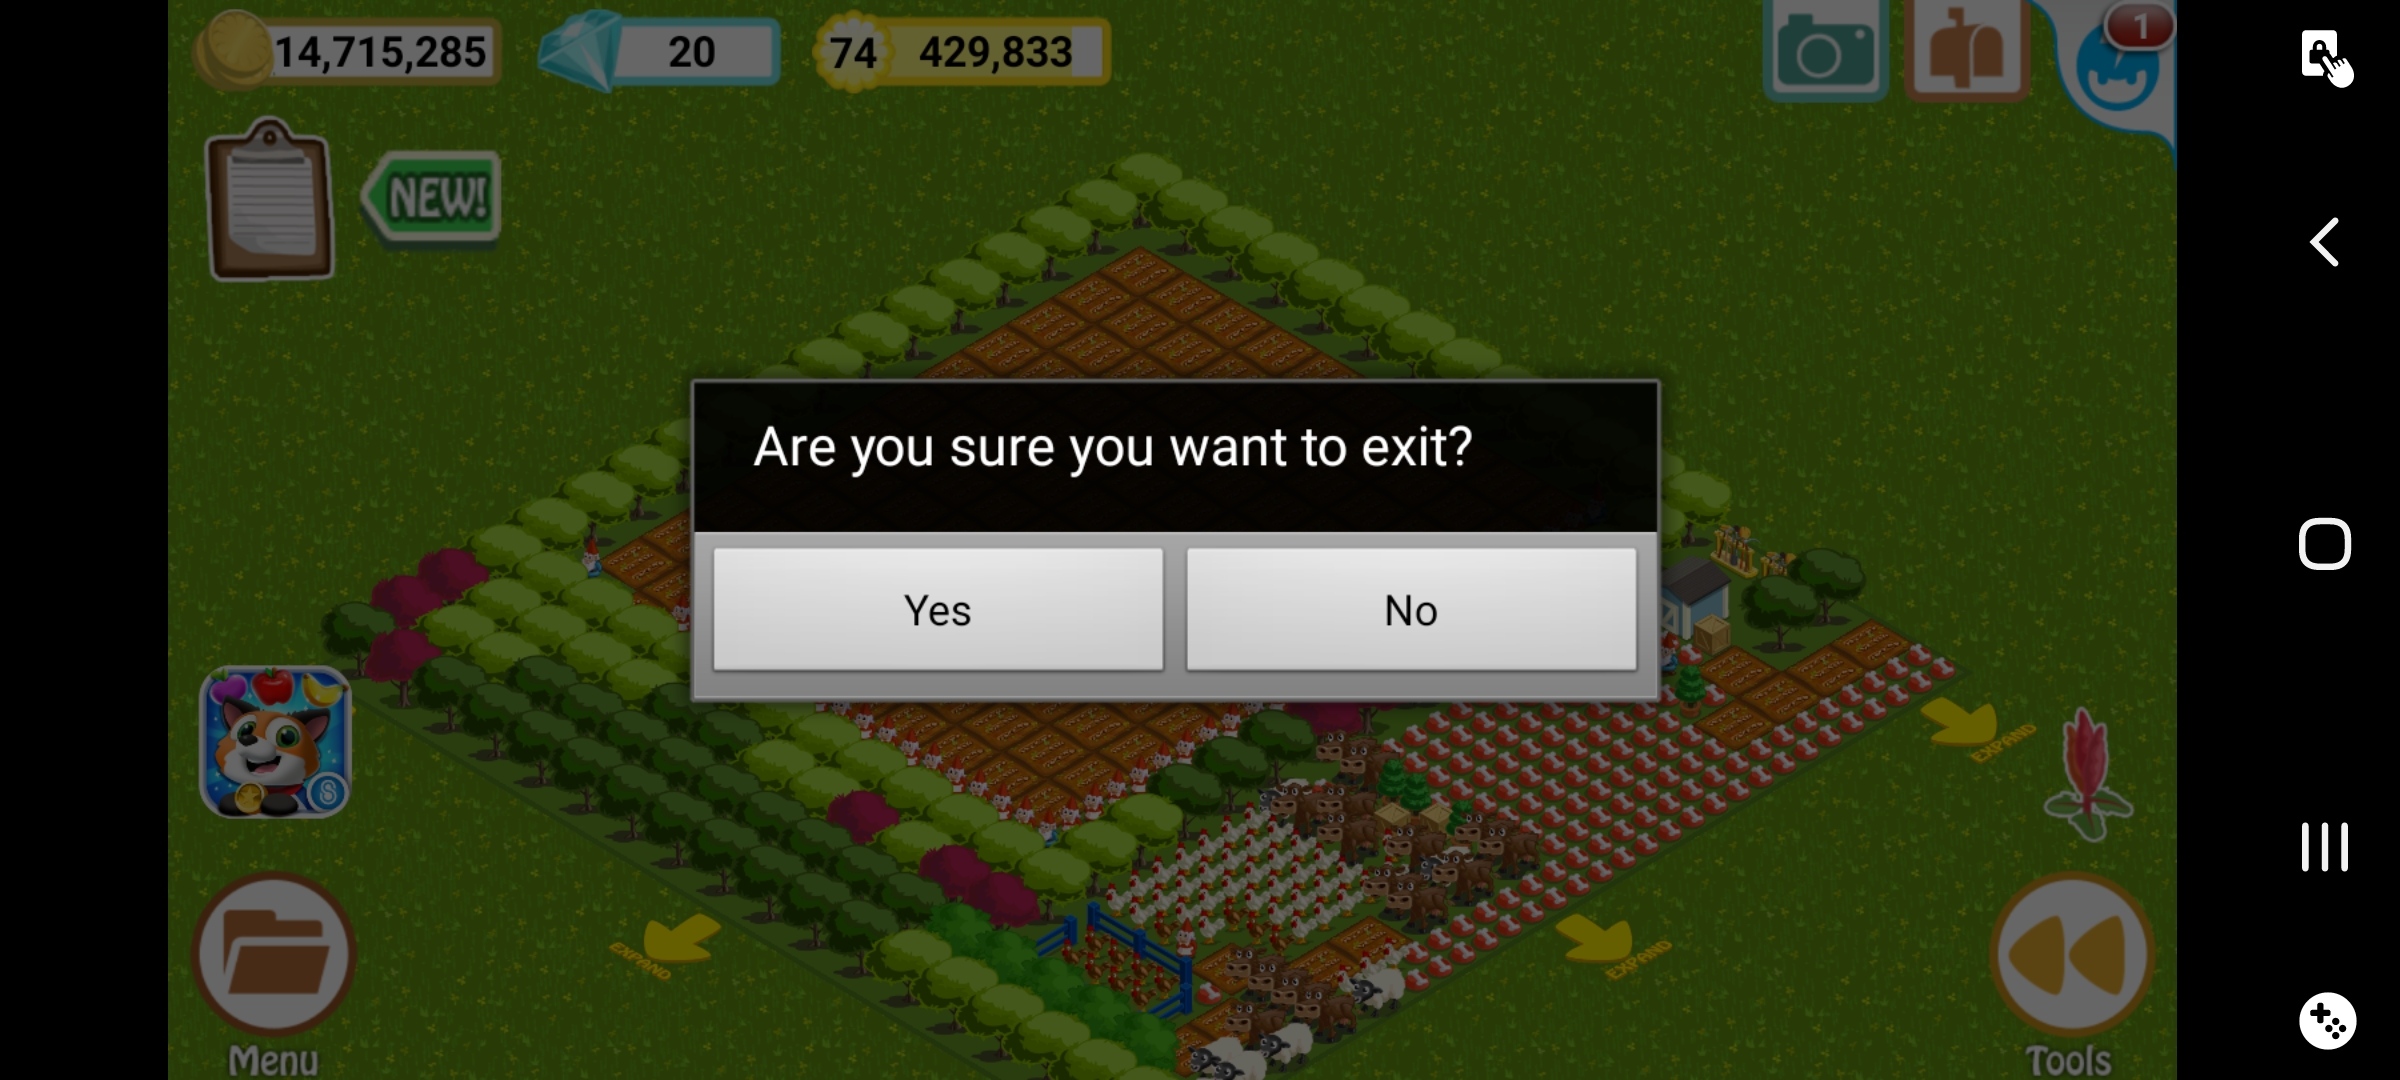 14,715,285
20
74
429,833
1
NEW!
Are you sure you want to exit?
Yes
No
EXPAND
EXPAND
EXPAND
Menu
Tools